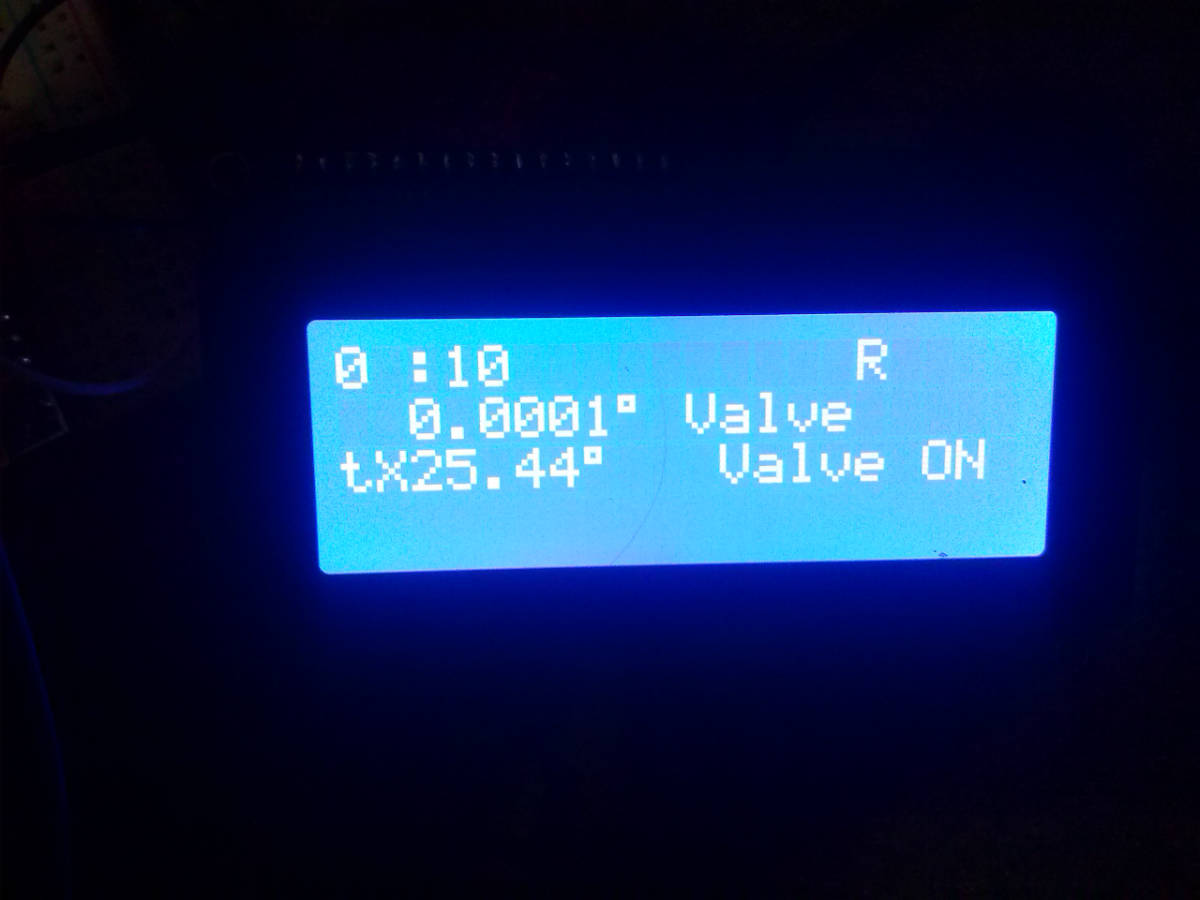 0 :10 R
0.0001° Valve
tX25.44° Valve ON